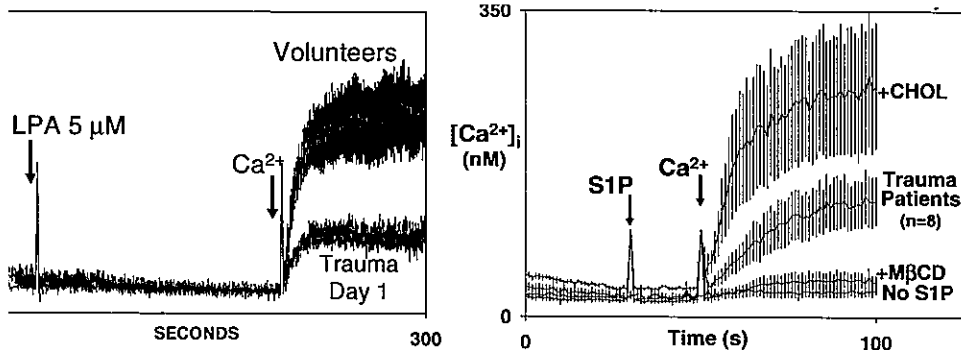 Volunteers
LPA 5 µM
Ca²⁺
Trauma
Day 1
SECONDS
300
350
[Ca²⁺]i
(nM)
S1P
Ca²⁺
+CHOL
Trauma
Patients
(n=8)
+MβCD
No S1P
0
0
Time (s)
100